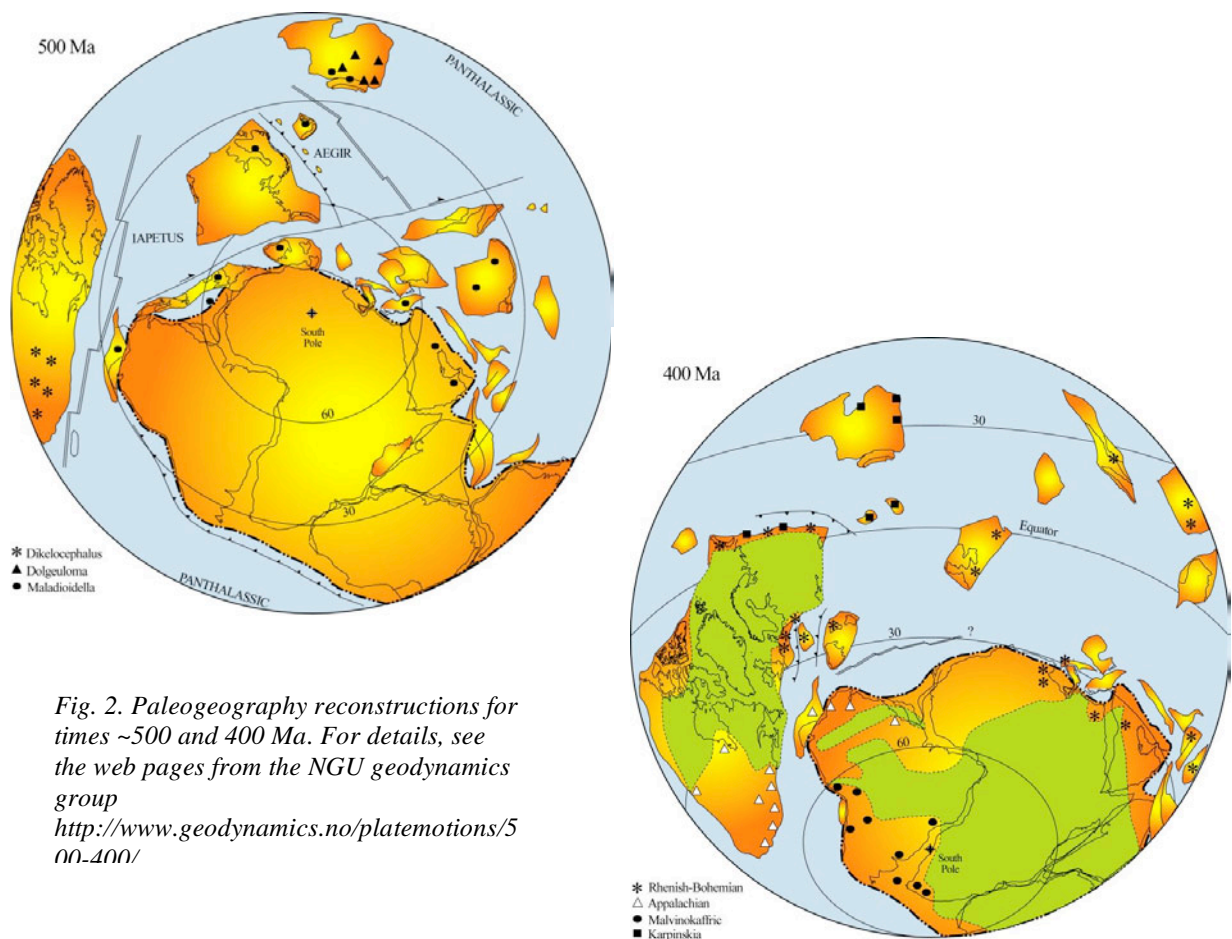 500 Ma
PANTHALASSIC
AEGIR
IAPETUS
South
Pole
60
30
PANTHALASSIC
* Dikelocephalus
▲ Dolgeuloma
● Maladioidella
400 Ma
30
Equator
30
?
60
South
Pole
* Rhenish-Bohemian
△ Appalachian
● Malvinokaffric
■ Karpinskia
Fig. 2. Paleogeography reconstructions for
times ~500 and 400 Ma. For details, see
the web pages from the NGU geodynamics
group
http://www.geodynamics.no/platemotions/5
00-400/